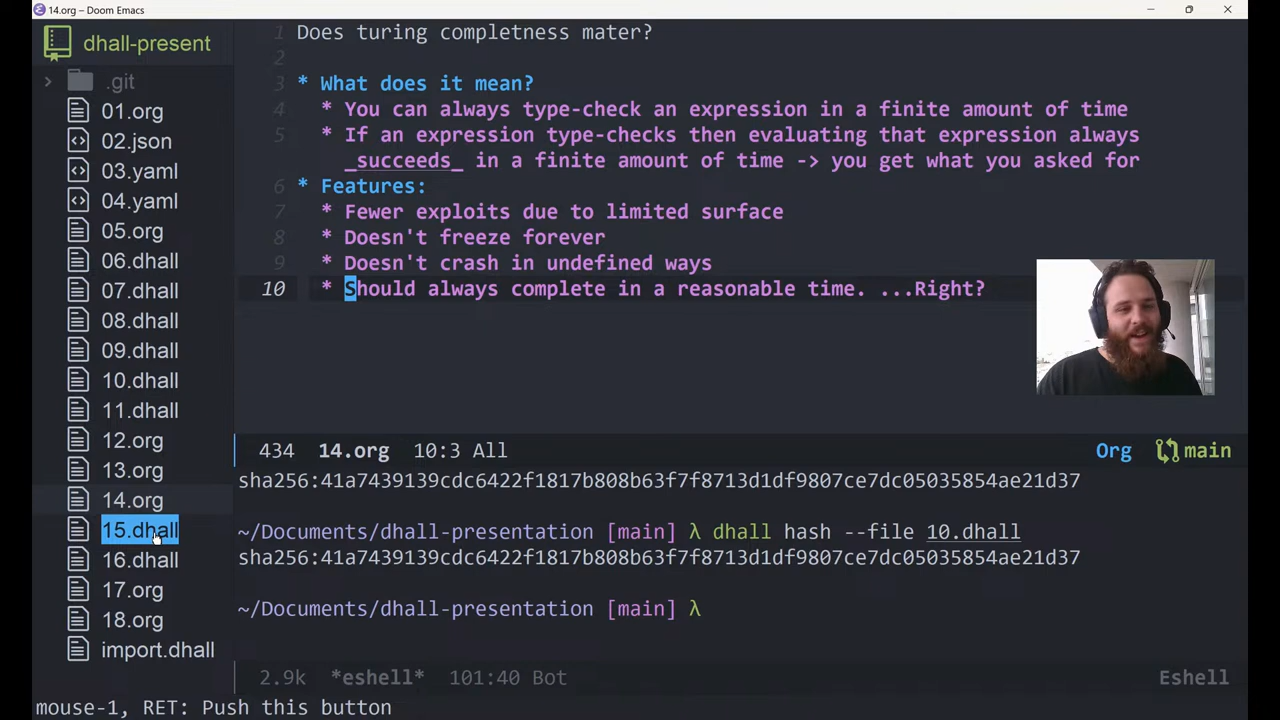 14.org – Doom Emacs
dhall-present
.git
01.org
02.json
03.yaml
04.yaml
05.org
06.dhall
07.dhall
08.dhall
09.dhall
10.dhall
11.dhall
12.org
13.org
14.org
15.dhall
16.dhall
17.org
18.org
import.dhall
1 Does turing completness mater?
2
3 * What does it mean?
4 * You can always type-check an expression in a finite amount of time
5 * If an expression type-checks then evaluating that expression always
_succeeds_ in a finite amount of time -> you get what you asked for
6 * Features:
7 * Fewer exploits due to limited surface
8 * Doesn't freeze forever
9 * Doesn't crash in undefined ways
10 * Should always complete in a reasonable time. ...Right?
434 14.org 10:3 All Org main
sha256:41a7439139cdc6422f1817b808b63f7f8713d1df9807ce7dc05035854ae21d37
~/Documents/dhall-presentation [main] λ dhall hash --file 10.dhall
sha256:41a7439139cdc6422f1817b808b63f7f8713d1df9807ce7dc05035854ae21d37
~/Documents/dhall-presentation [main] λ
2.9k *eshell* 101:40 Bot Eshell
mouse-1, RET: Push this button